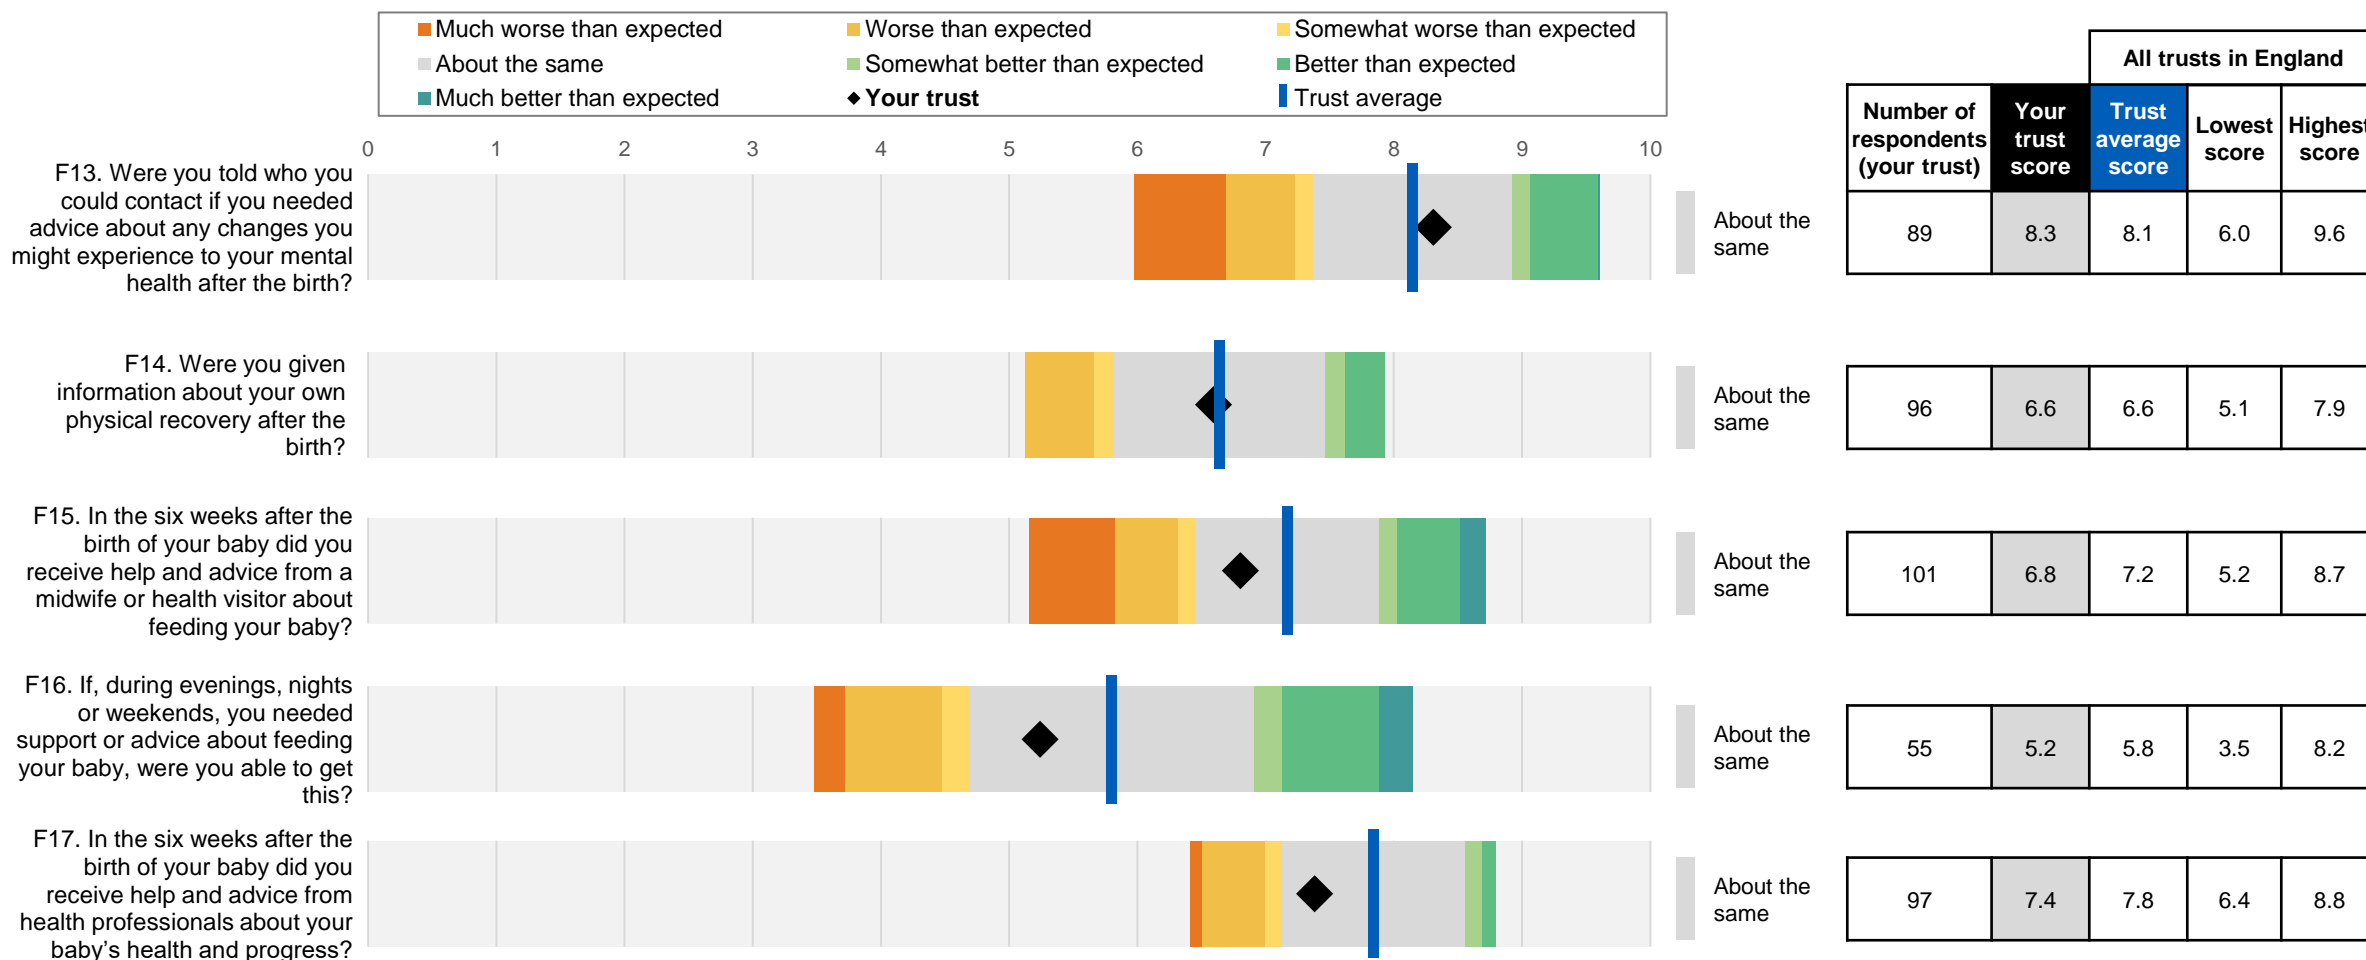 Much worse than expected
Worse than expected
Somewhat worse than expected
About the same
Somewhat better than expected
Better than expected
Much better than expected
Your trust
Trust average
All trusts in England
Number of
respondents
(your trust)
Your
trust
score
Trust
average
score
Lowest
score
Highest
score
0 1 2 3 4 5 6 7 8 9 10
F13. Were you told who you
could contact if you needed
advice about any changes you
might experience to your mental
health after the birth?
About the
same
89 8.3 8.1 6.0 9.6
F14. Were you given
information about your own
physical recovery after the
birth?
About the
same
96 6.6 6.6 5.1 7.9
F15. In the six weeks after the
birth of your baby did you
receive help and advice from a
midwife or health visitor about
feeding your baby?
About the
same
101 6.8 7.2 5.2 8.7
F16. If, during evenings, nights
or weekends, you needed
support or advice about feeding
your baby, were you able to get
this?
About the
same
55 5.2 5.8 3.5 8.2
F17. In the six weeks after the
birth of your baby did you
receive help and advice from
health professionals about your
baby's health and progress?
About the
same
97 7.4 7.8 6.4 8.8